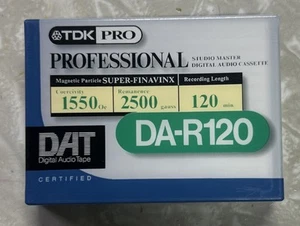 TDK PRO
PROFESSIONAL STUDIO MASTER
DIGITAL AUDIO CASSETTE
Magnetic Particle SUPER-FINAVINX Recording Length
Coercivity Remanence
1550 Oe 2500 gauss 120 min
DAT DA-R120
Digital Audio Tape
CERTIFIED